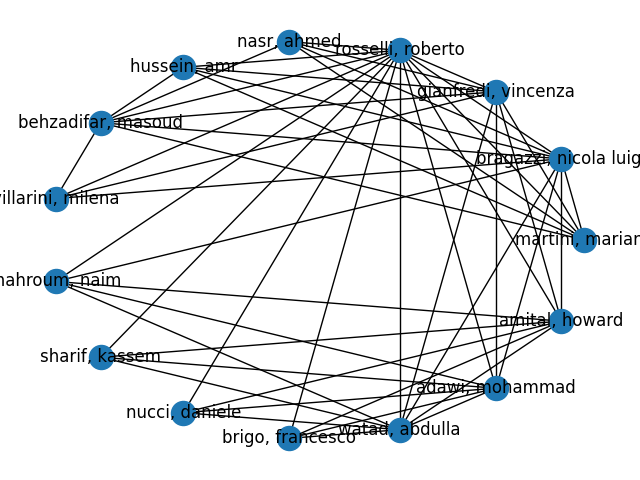 nasr, ahmed
rosselli, roberto
hussein, amr
gianfredi, vincenza
behzadifar, masoud
bragazzi, nicola luig
villarini, milena
martini, marian
mahroum, naim
amital, howard
sharif, kassem
adawi, mohammad
nucci, daniele
watad, abdulla
brigo, francesco